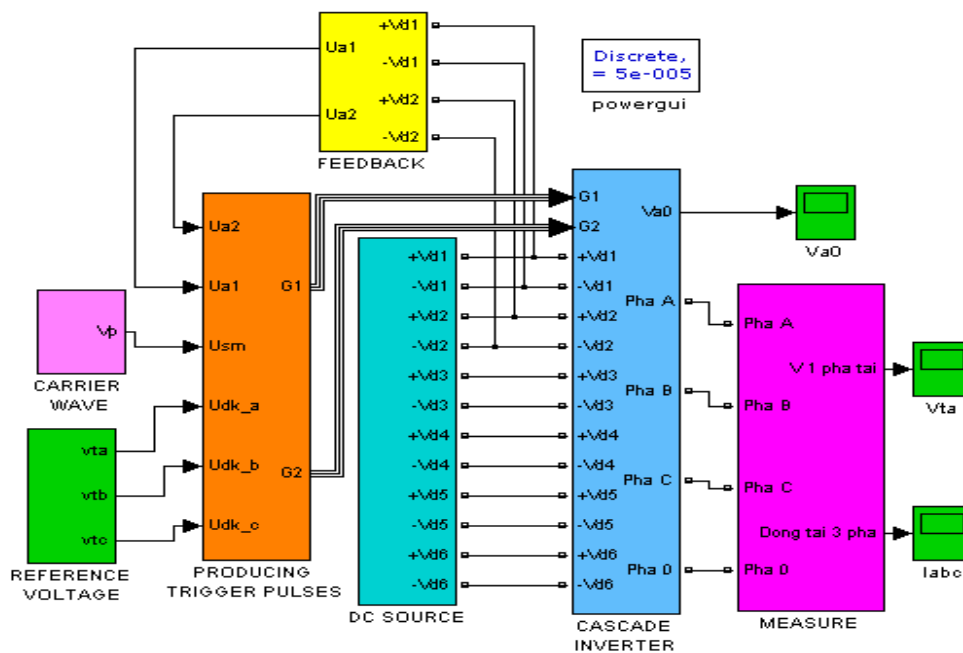 Ua1
Ua2
+Vd1
-Vd1
+Vd2
-Vd2
FEEDBACK
Discrete,
= 5e-005
powergui
Ua2
Ua1
Usm
Udk_a
Udk_b
Udk_c
G1
G2
PRODUCING
TRIGGER PULSES
Vp
CARRIER
WAVE
vta
vtb
vtc
REFERENCE
VOLTAGE
+Vd1
-Vd1
+Vd2
-Vd2
+Vd3
-Vd3
+Vd4
-Vd4
+Vd5
-Vd5
+Vd6
-Vd6
DC SOURCE
G1
G2
+Vd1
-Vd1
+Vd2
-Vd2
+Vd3
-Vd3
+Vd4
-Vd4
+Vd5
-Vd5
+Vd6
-Vd6
Va0
Pha A
Pha B
Pha C
Pha 0
CASCADE
INVERTER
Va0
Pha A
Pha B
Pha C
Pha 0
V 1 pha tai
Dong tai 3 pha
MEASURE
Vta
Iabc